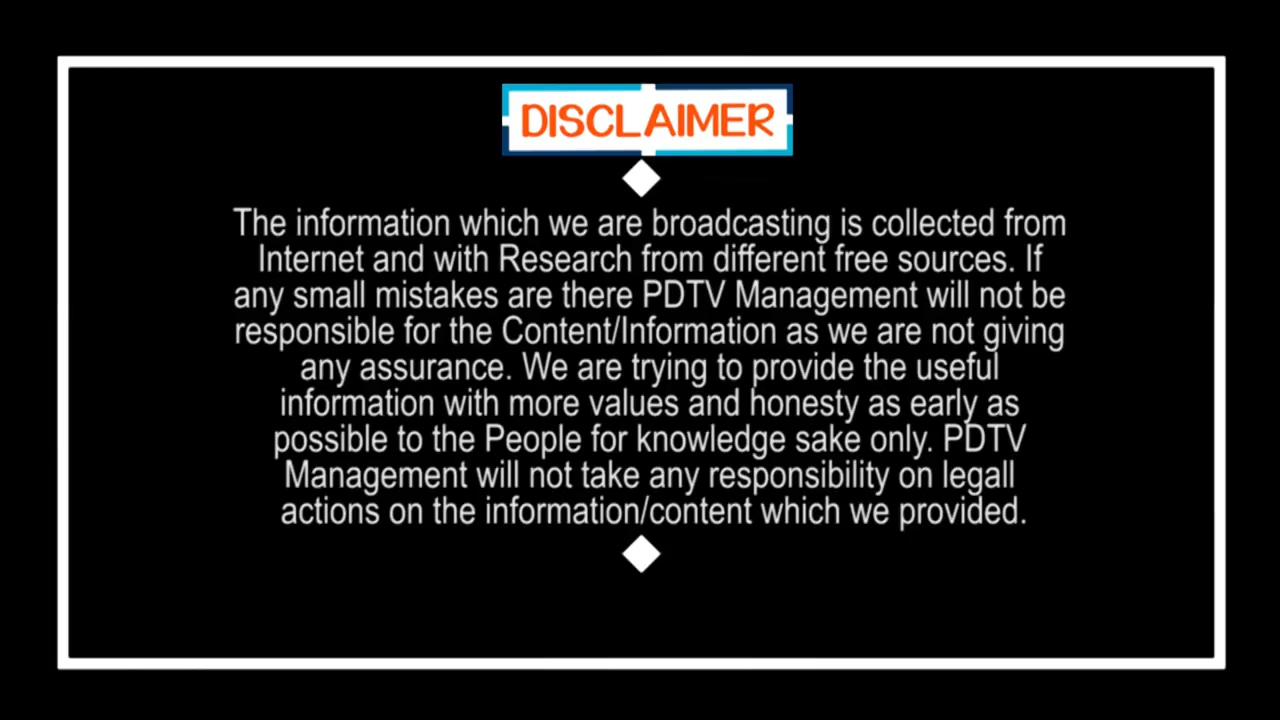 DISCLAIMER
The information which we are broadcasting is collected from
Internet and with Research from different free sources. If
any small mistakes are there PDTV Management will not be
responsible for the Content/Information as we are not giving
any assurance. We are trying to provide the useful
information with more values and honesty as early as
possible to the People for knowledge sake only. PDTV
Management will not take any responsibility on legall
actions on the information/content which we provided.